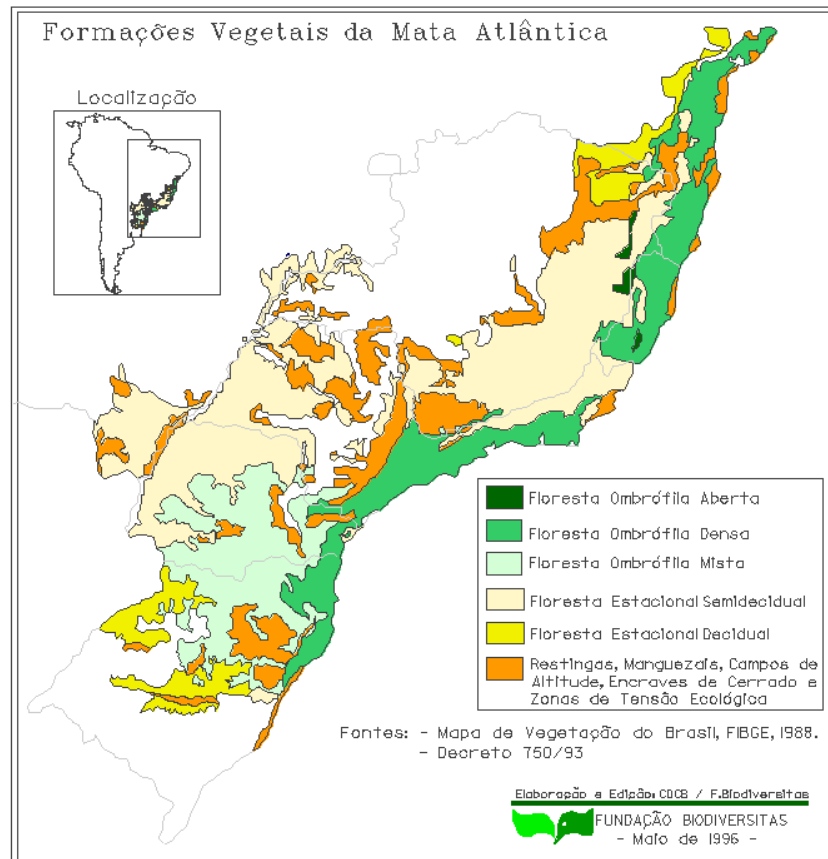 Formações Vegetais da Mata Atlântica
Localização
Floresta Ombrófila Aberta
Floresta Ombrófila Densa
Floresta Ombrófila Mista
Floresta Estacional Semidecidual
Floresta Estacional Decidual
Restingas, Manguezais, Campos de
Altitude, Encraves de Cerrado e
Zonas de Tensão Ecológica
Fontes: - Mapa de Vegetação do Brasil, FIBGE, 1988.
- Decreto 750/93
Elaboração e Edição: CDCB / F.Biodiversitas
FUNDAÇÃO BIODIVERSITAS
- Maio de 1996 -